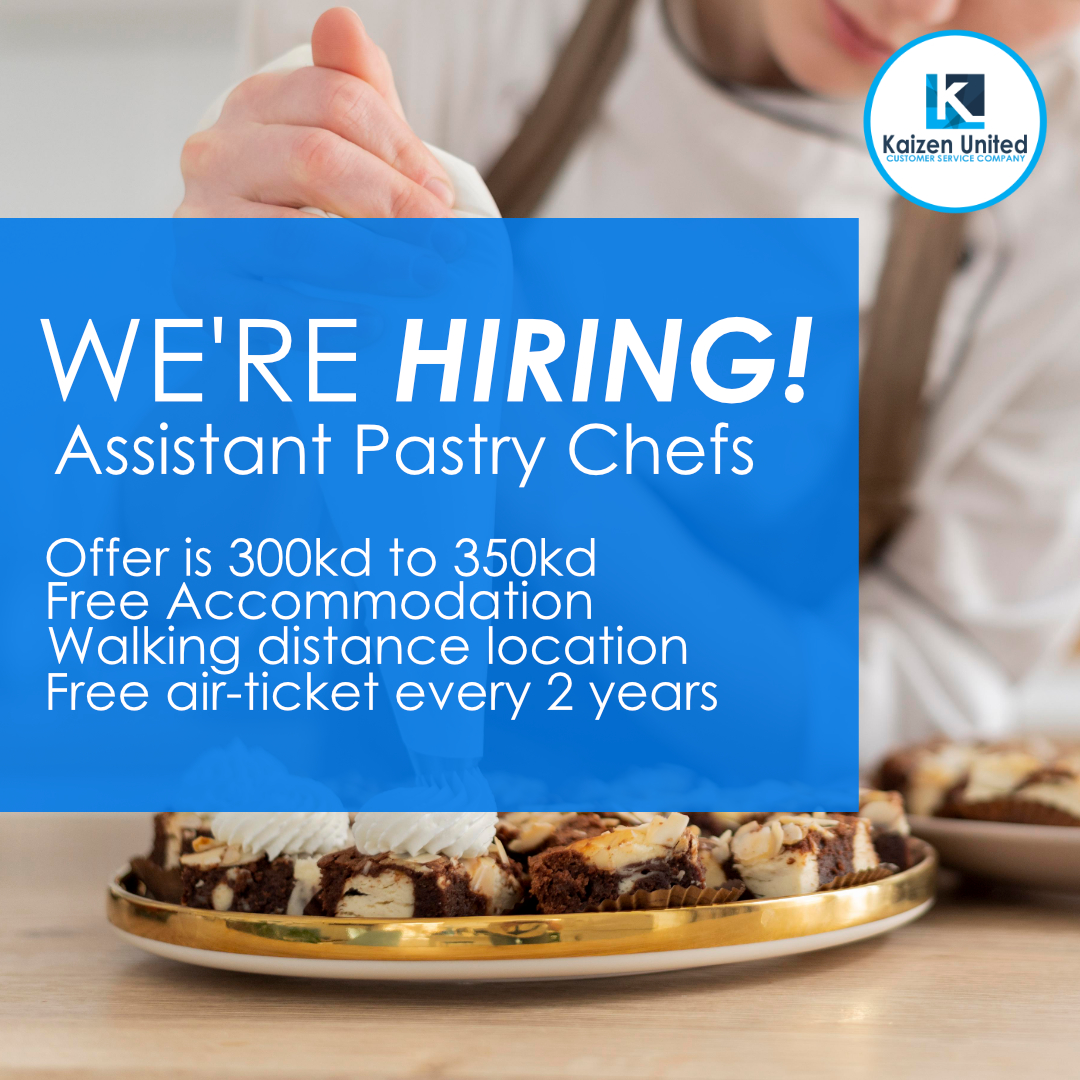 K
Kaizen United
CUSTOMER SERVICE COMPANY
WE'RE HIRING!
Assistant Pastry Chefs
Offer is 300kd to 350kd
Free Accommodation
Walking distance location
Free air-ticket every 2 years